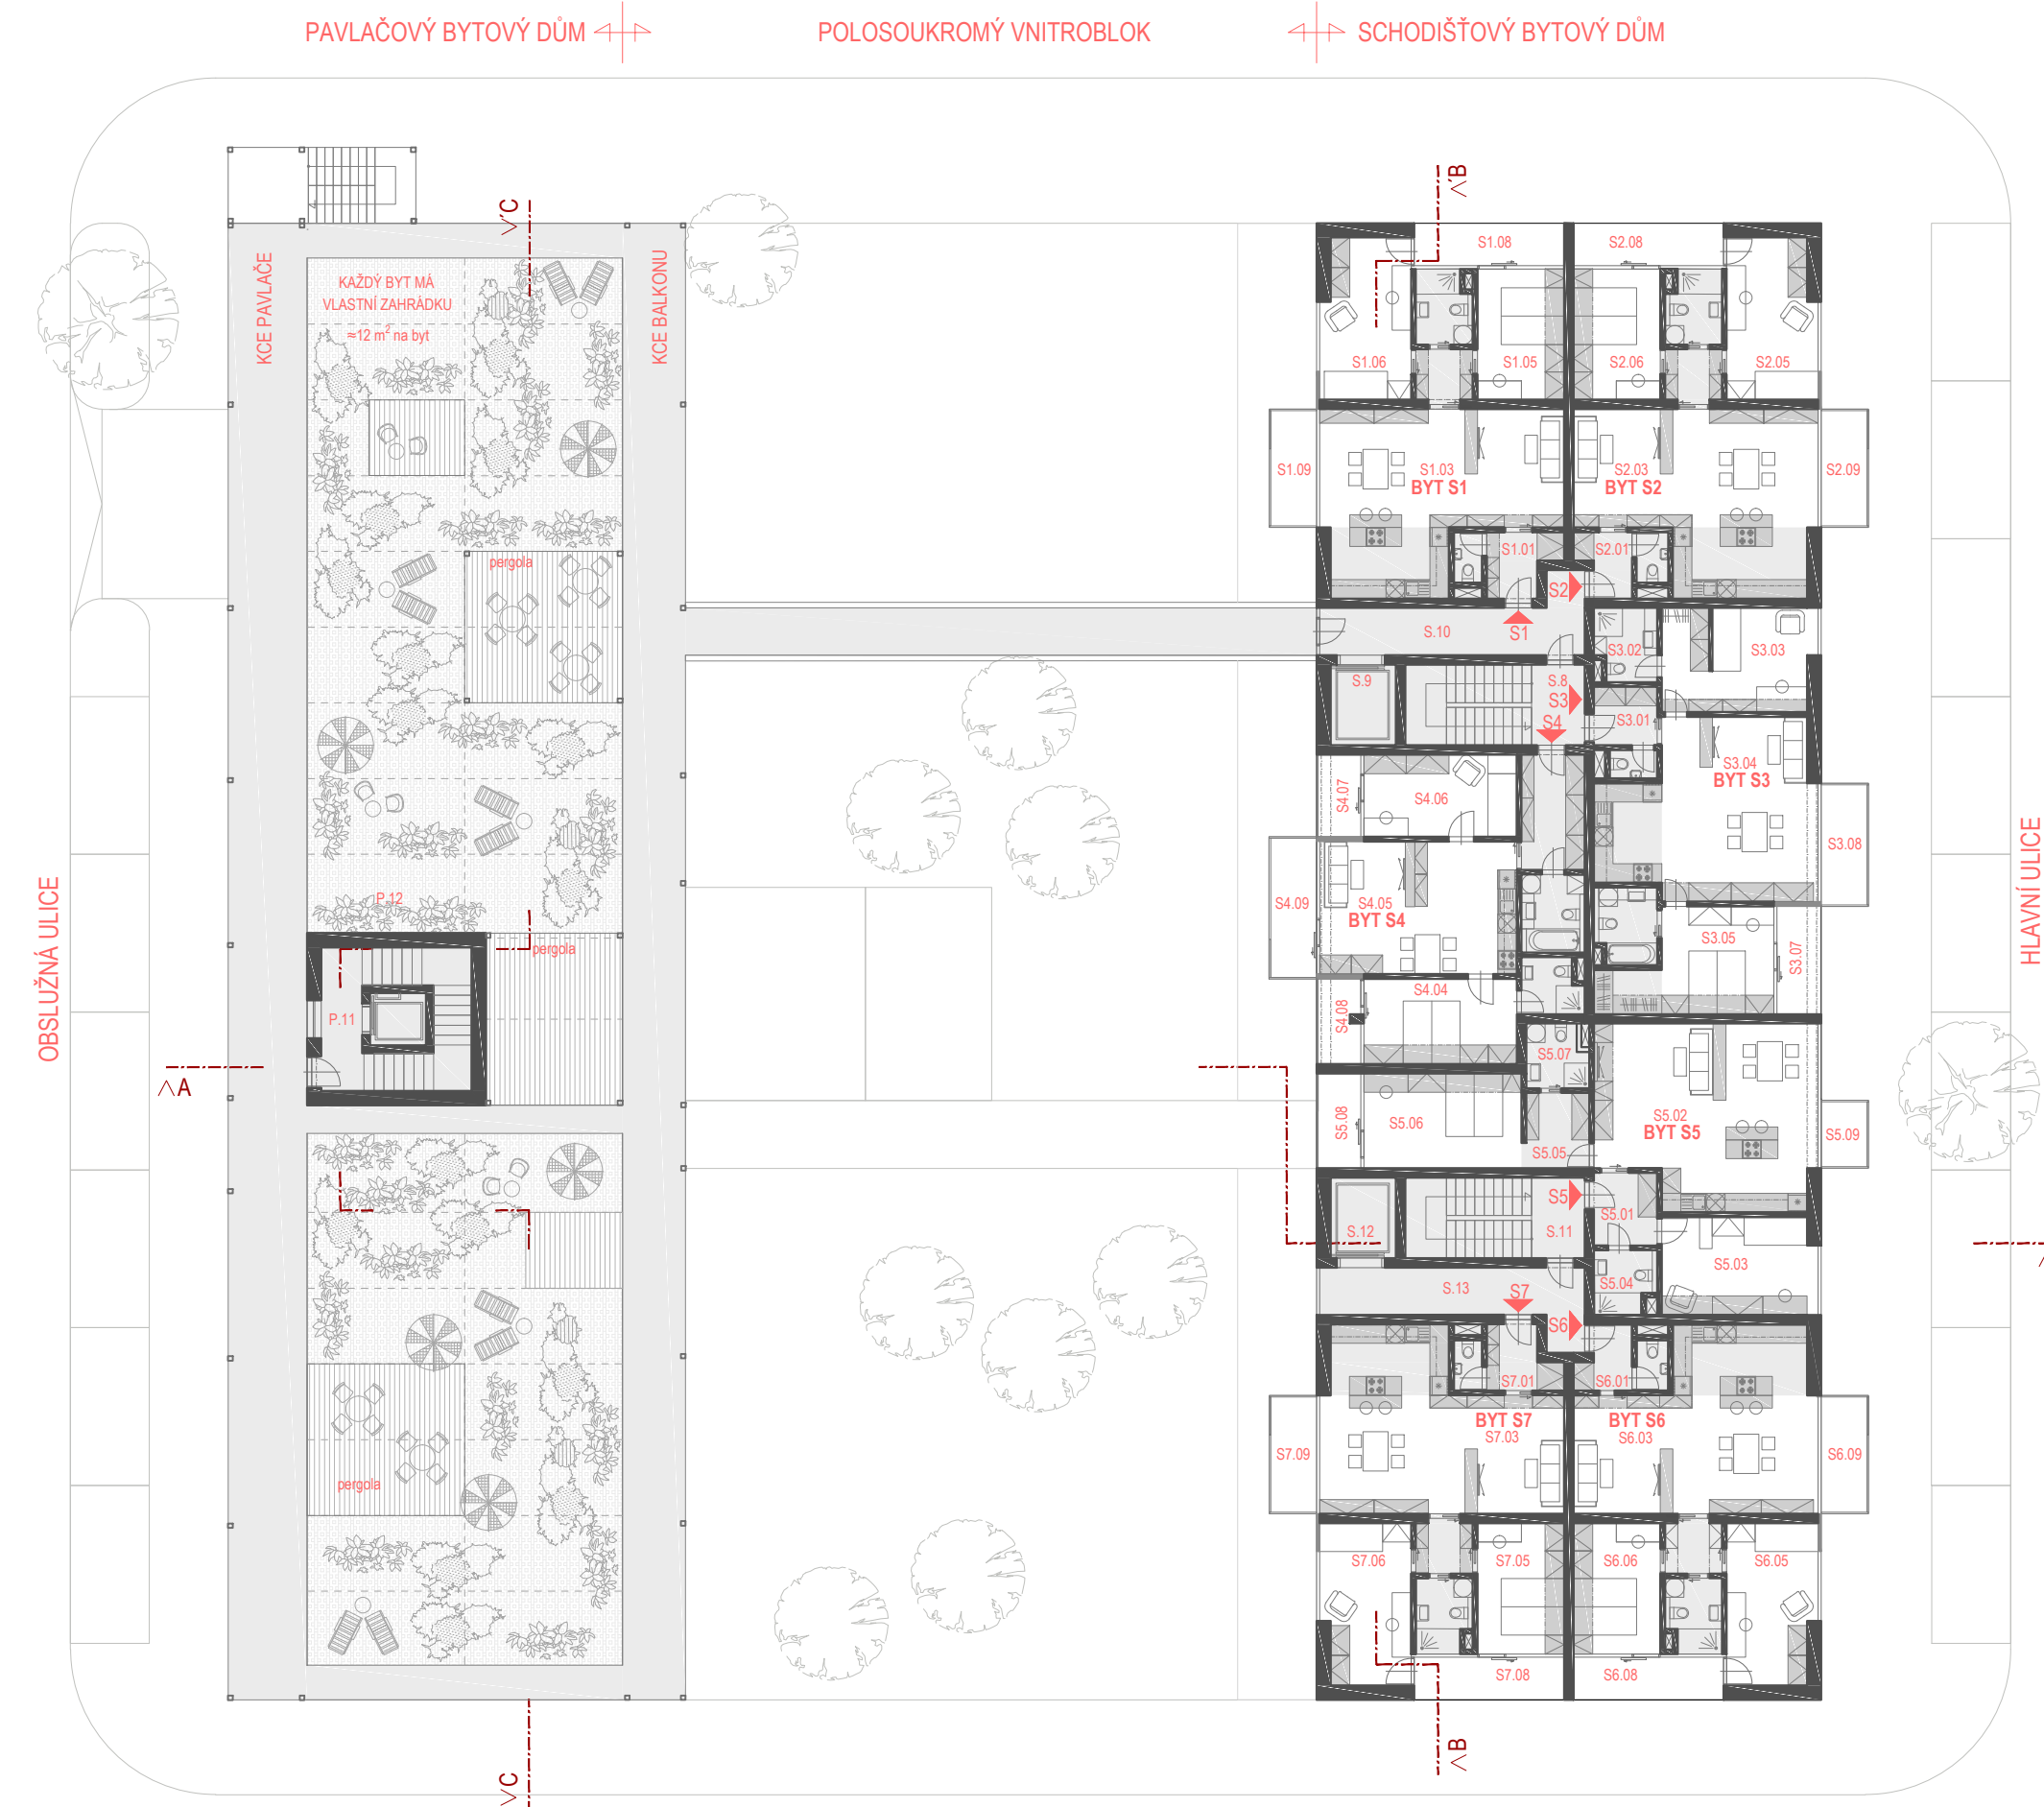 PAVLAČOVÝ BYTOVÝ DŮM
POLOSOUKROMÝ VNITROBLOK
SCHODIŠŤOVÝ BYTOVÝ DŮM
B
C
KCE PAVLAČE
KAŽDÝ BYT MÁ
VLASTNÍ ZAHRÁDKU
≈12 m² na byt
KCE BALKONU
S1.08
S2.08
S1.06
S1.05
S2.06
S2.05
S1.09
S1.03
BYT S1
S2.03
BYT S2
S2.09
pergola
S1.01
S2.01
S2
S1
S.10
S3.02
S3.03
S.9
S.8
S3
S4
S3.01
S3.04
BYT S3
S4.07
S4.06
S3.08
OBSLUŽNÁ ULICE
HLAVNÍ ULICE
P.12
S4.09
S4.05
BYT S4
pergola
S3.05
S3.07
S4.04
S4.08
P.11
S5.07
A
S5.08
S5.06
S5.02
BYT S5
S5.09
S5.05
S5
S5.01
S.12
S.11
S5.03
S5.04
S.13
S7
S6
S7.01
S6.01
BYT S7
S7.03
BYT S6
S6.03
S7.09
S6.09
pergola
S7.06
S7.05
S6.06
S6.05
S7.08
S6.08
B
C